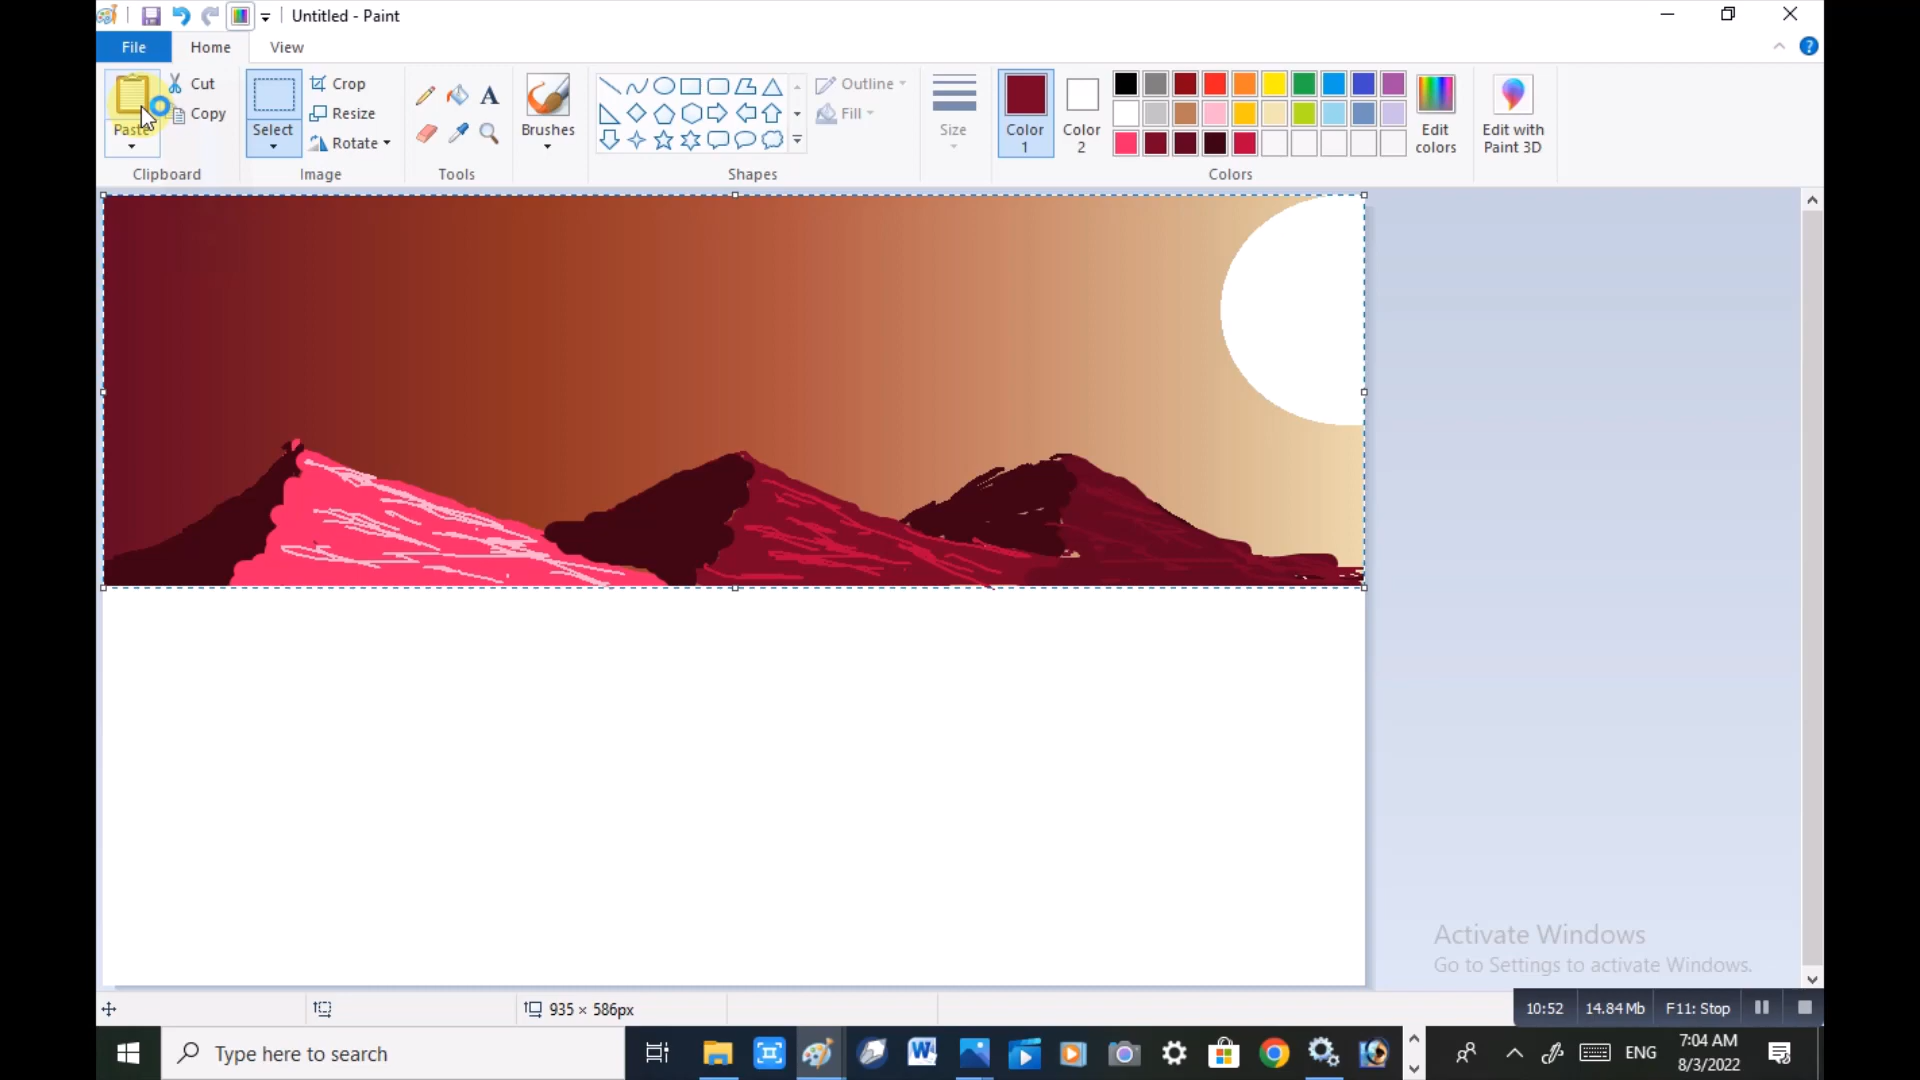 Untitled - Paint
File Home View
Paste
Cut
Copy
Clipboard
Select
Crop
Resize
Rotate
Image
A
Tools
Brushes
Shapes
Outline
Fill
Size
Color 1
Color 2
Edit colors
Colors
Edit with Paint 3D
Activate Windows
Go to Settings to activate Windows.
935 × 586px
10:52 14.84 Mb F11: Stop
Type here to search
ENG
7:04 AM
8/3/2022